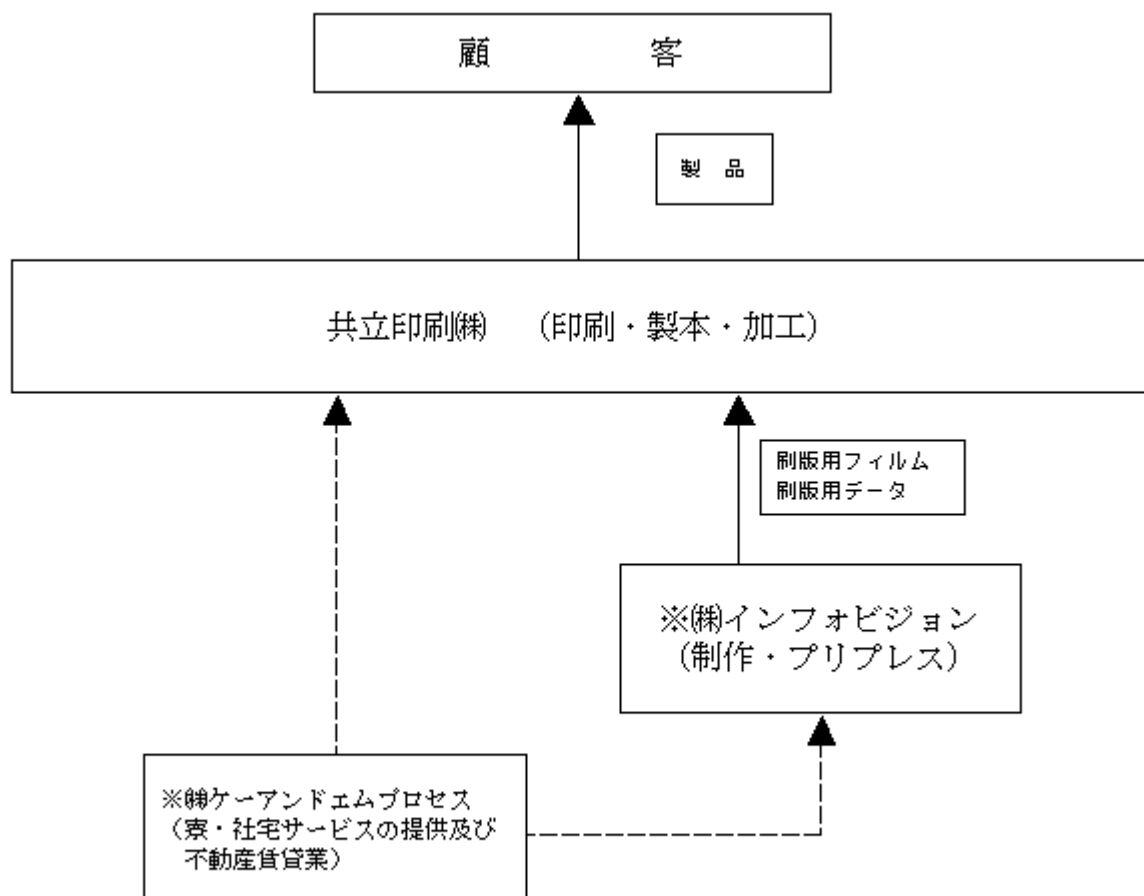 顧　　　　客
製　品
共立印刷㈱　（印刷・製本・加工）
刷版用フィルム
刷版用データ
※㈱インフォビジョン
（制作・プリプレス）
※㈱ケーアンドエムプロセス
（寮・社宅サービスの提供及び
不動産賃貸業）